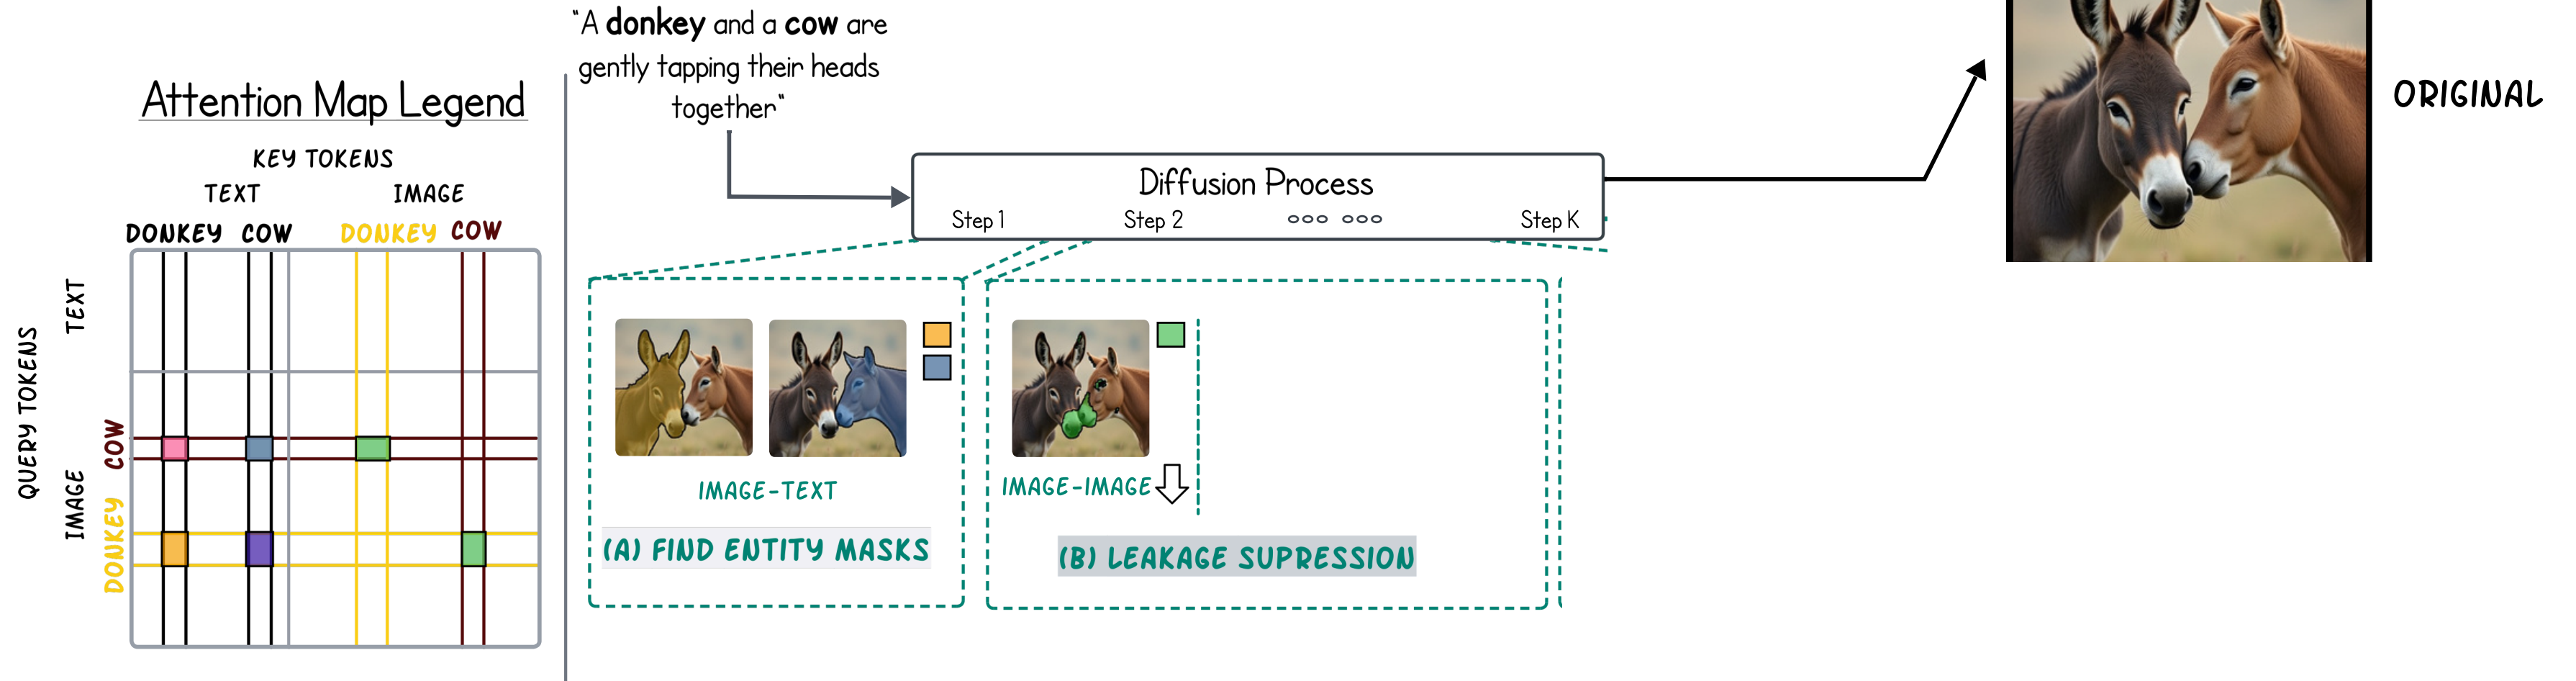 Attention Map Legend
KEY TOKENS
TEXT IMAGE
DONKEY COW DONKEY COW
QUERY TOKENS
TEXT
IMAGE
COW
DONKEY
"A donkey and a cow are
gently tapping their heads
together"
Diffusion Process
Step 1 Step 2 Step K
IMAGE-TEXT
(A) FIND ENTITY MASKS
IMAGE-IMAGE
(B) LEAKAGE SUPRESSION
ORIGINAL